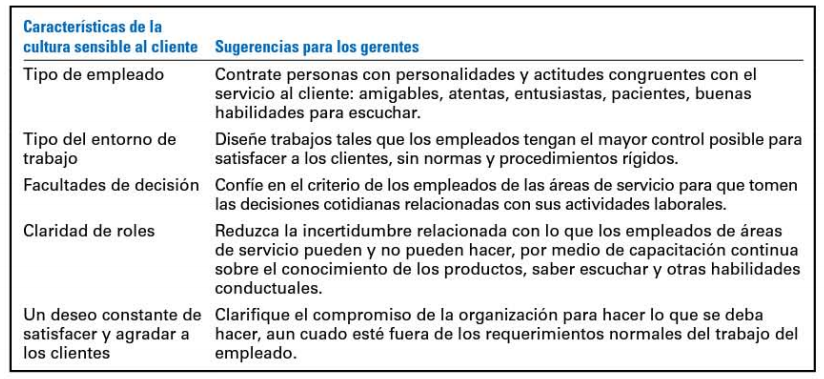 Características de la
cultura sensible al cliente Sugerencias para los gerentes
Tipo de empleado Contrate personas con personalidades y actitudes congruentes con el
servicio al cliente: amigables, atentas, entusiastas, pacientes, buenas
habilidades para escuchar.
Tipo del entorno de Diseñe trabajos tales que los empleados tengan el mayor control posible para
trabajo satisfacer a los clientes, sin normas y procedimientos rígidos.
Facultades de decisión Confíe en el criterio de los empleados de las áreas de servicio para que tomen
las decisiones cotidianas relacionadas con sus actividades laborales.
Claridad de roles Reduzca la incertidumbre relacionada con lo que los empleados de áreas
de servicio pueden y no pueden hacer, por medio de capacitación continua
sobre el conocimiento de los productos, saber escuchar y otras habilidades
conductuales.
Un deseo constante de Clarifique el compromiso de la organización para hacer lo que se deba
satisfacer y agradar a hacer, aun cuado esté fuera de los requerimientos normales del trabajo del
los clientes empleado.